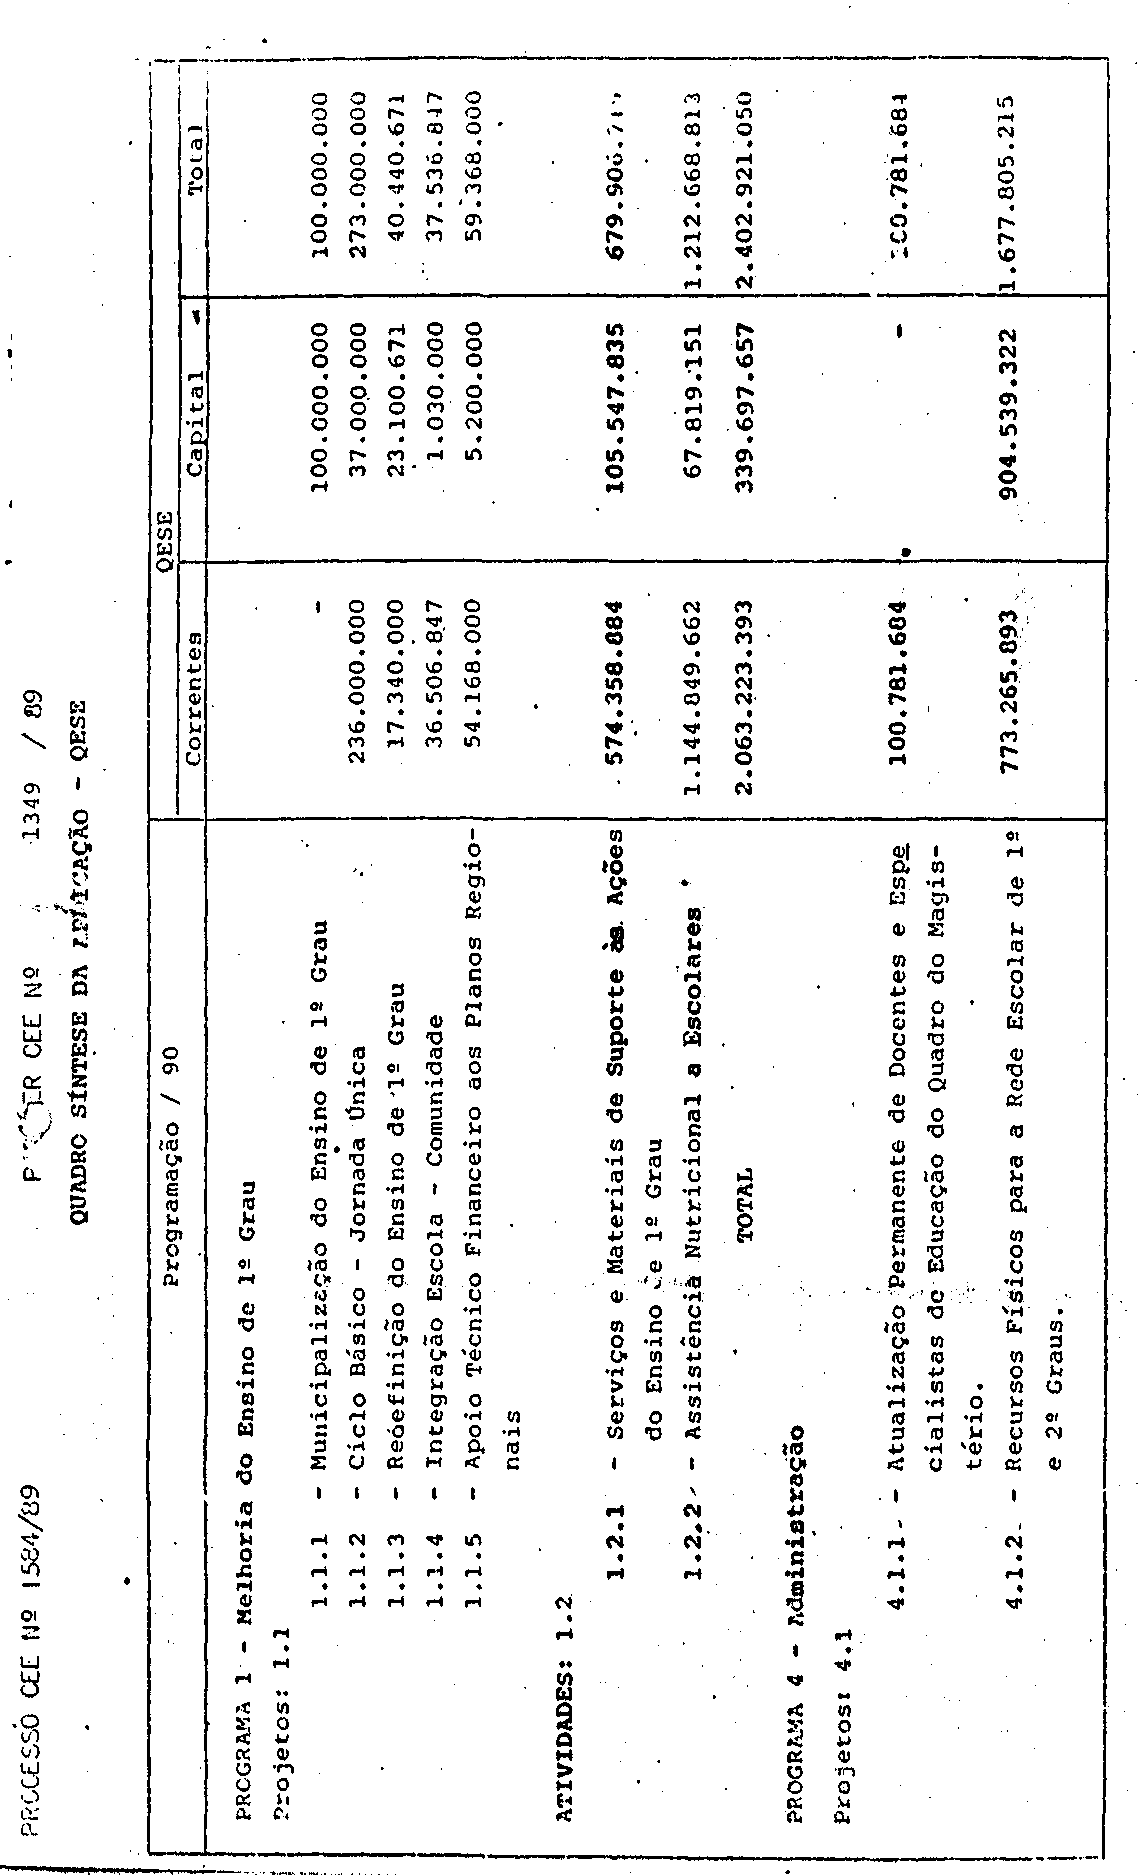 PROCESSO CEE Nº 1584/89 CEE Nº 1349 / 89
QUADRO SÍNTESE DA APLICAÇÃO - QESE
Programação / 90 QESE
Correntes Capital Total
PROGRAMA 1 - Melhoria do Ensino de 1º Grau
Projetos: 1.1
1.1.1 - Municipalização do Ensino de 1º Grau - 100.000.000 100.000.000
1.1.2 - Ciclo Básico - Jornada Única 236.000.000 37.000.000 273.000.000
1.1.3 - Redefinição do Ensino de 1º Grau 17.340.000 23.100.671 40.440.671
1.1.4 - Integração Escola - Comunidade 36.506.847 1.030.000 37.536.847
1.1.5 - Apoio Técnico Financeiro aos Planos Regio- 54.168.000 5.200.000 59.368.000
nais
ATIVIDADES: 1.2
1.2.1 - Serviços e Materiais de Suporte às Ações 574.358.884 105.547.835
do Ensino de 1º Grau
1.2.2 - Assistência Nutricional a Escolares 1.144.849.662 67.819.151 1.212.668.813
TOTAL 2.063.223.393 339.697.657 2.402.921.050
PROGRAMA 4 - Administração
Projetos: 4.1
4.1.1 - Atualização Permanente de Docentes e Espe 100.781.684 - 100.781.684
cialistas de Educação do Quadro do Magis-
tério.
4.1.2 - Recursos Físicos para a Rede Escolar de 1º 773.265.893 904.539.322 1.677.805.215
e 2º Graus.